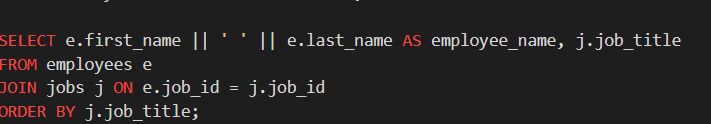 SELECT e.first_name || ' ' || e.last_name AS employee_name, j.job_title
FROM employees e
JOIN jobs j ON e.job_id = j.job_id
ORDER BY j.job_title;